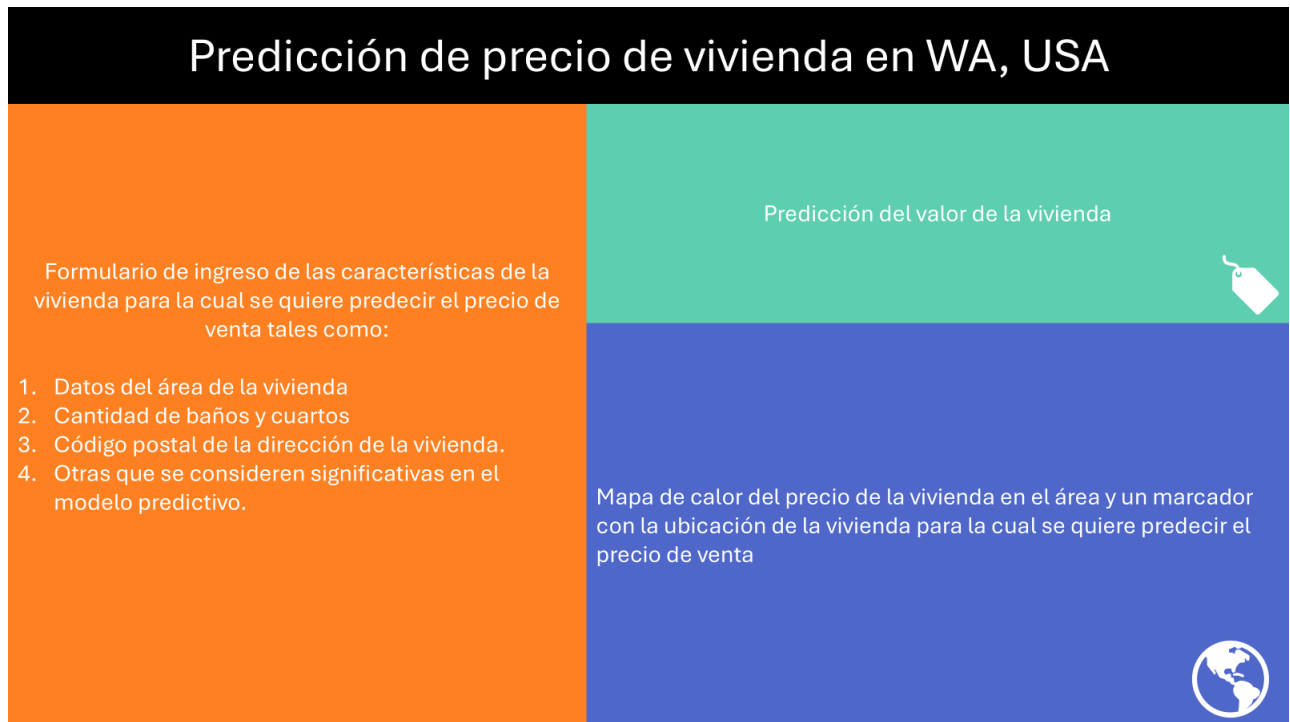 Predicción de precio de vivienda en WA, USA
Formulario de ingreso de las características de la
vivienda para la cual se quiere predecir el precio de
venta tales como:
1. Datos del área de la vivienda
2. Cantidad de baños y cuartos
3. Código postal de la dirección de la vivienda.
4. Otras que se consideren significativas en el
modelo predictivo.
Predicción del valor de la vivienda
Mapa de calor del precio de la vivienda en el área y un marcador
con la ubicación de la vivienda para la cual se quiere predecir el
precio de venta